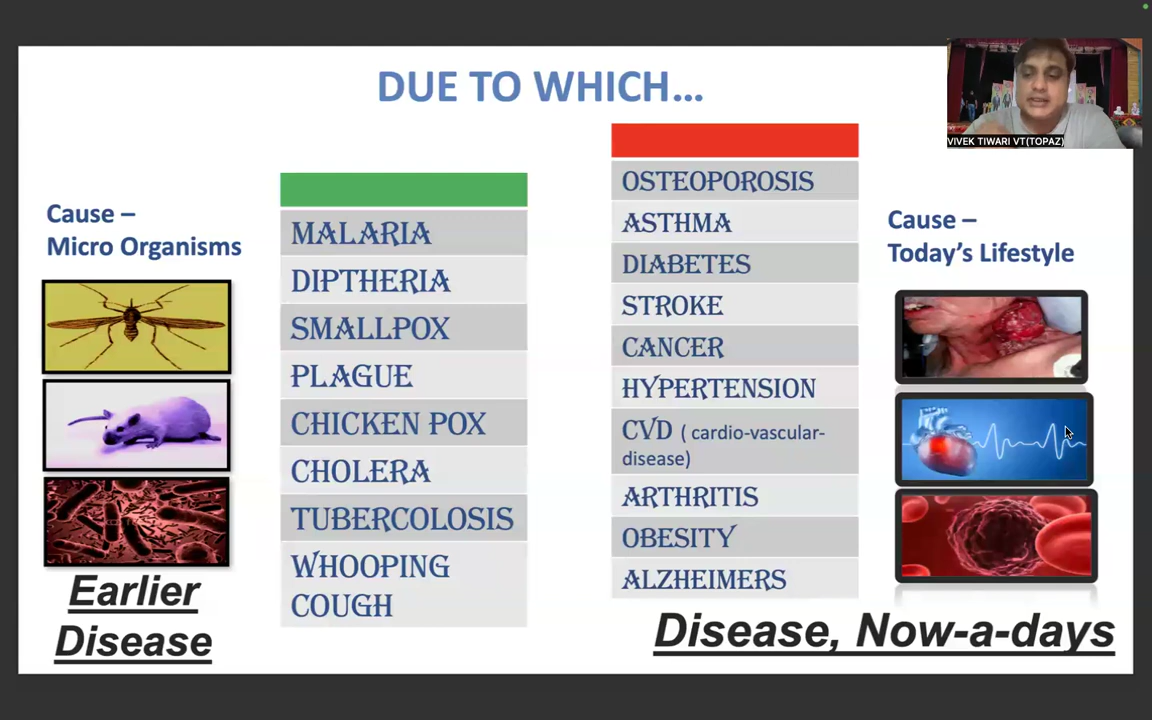 DUE TO WHICH...
VIVEK TIWARI VT(TOPAZ)
Cause –
Micro Organisms
MALARIA
DIPTHERIA
SMALLPOX
PLAGUE
CHICKEN POX
CHOLERA
TUBERCOLOSIS
WHOOPING
COUGH
Earlier
Disease
OSTEOPOROSIS
ASTHMA
DIABETES
STROKE
CANCER
HYPERTENSION
CVD ( cardio-vascular-
disease)
ARTHRITIS
OBESITY
ALZHEIMERS
Cause –
Today's Lifestyle
Disease, Now-a-days